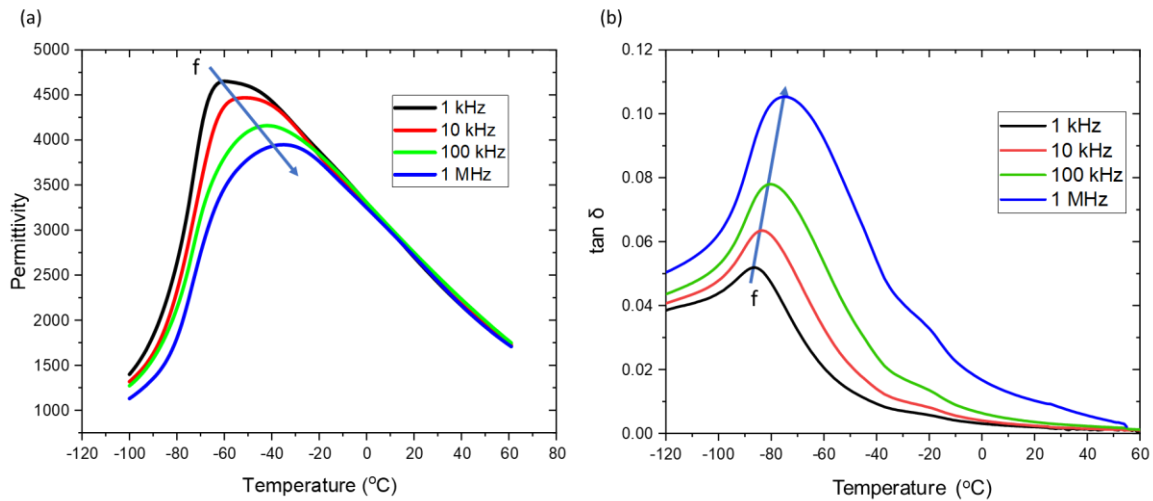 (a)
Permittivity
5000
4500
4000
3500
3000
2500
2000
1500
1000
f
1 kHz
10 kHz
100 kHz
1 MHz
-120 -100 -80 -60 -40 -20 0 20 40 60 80
Temperature (°C)
(b)
tan δ
0.12
0.10
0.08
0.06
0.04
0.02
0.00
f
1 kHz
10 kHz
100 kHz
1 MHz
-120 -100 -80 -60 -40 -20 0 20 40 60
Temperature (°C)